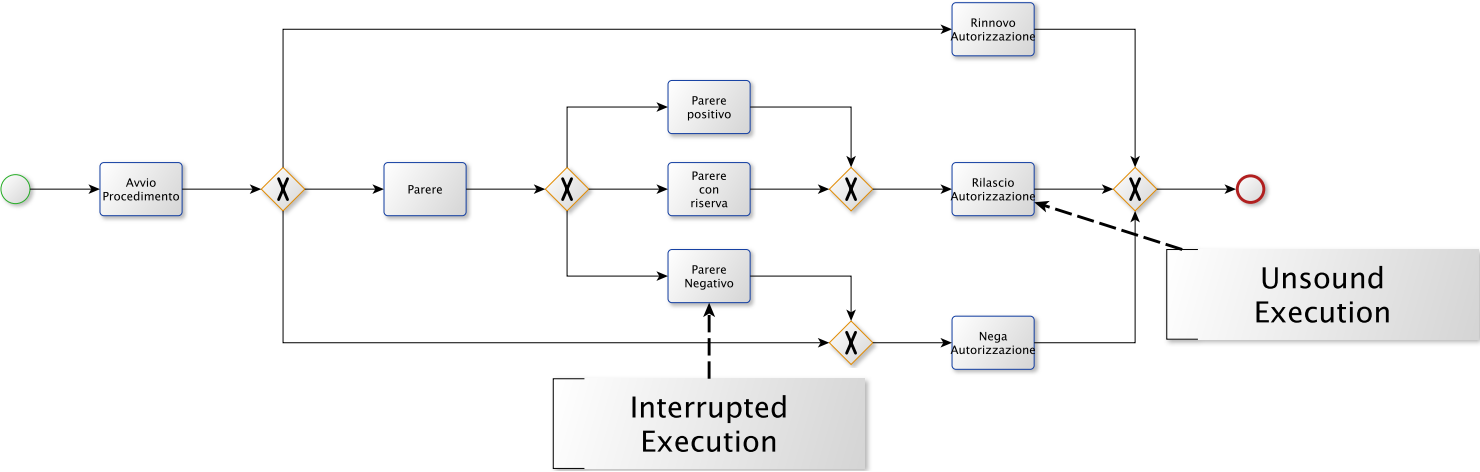 Rinnovo
Autorizzazione
Parere
positivo
Avvio
Procedimento
X
Parere
X
Parere
con
riserva
X
Rilascio
Autorizzazione
X
Parere
Negativo
Unsound
Execution
X
Nega
Autorizzazione
Interrupted
Execution